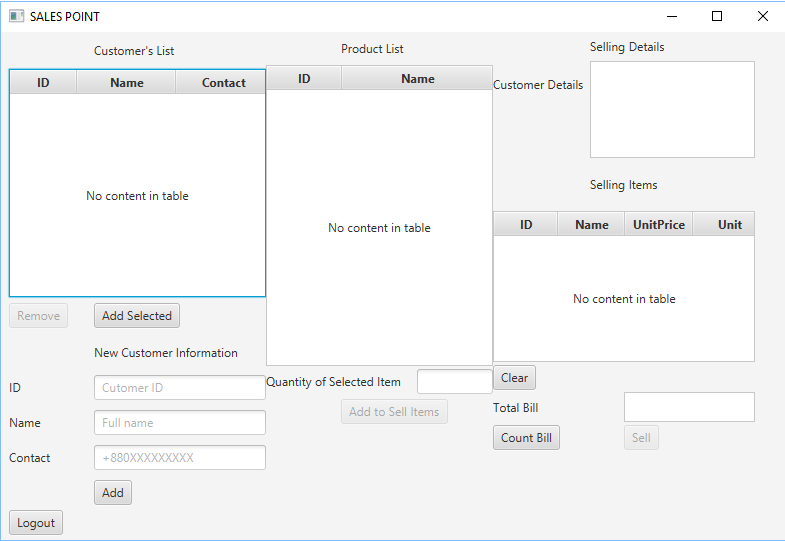 SALES POINT
Customer's List
ID Name Contact
No content in table
Remove Add Selected
New Customer Information
ID Cutomer ID
Name Full name
Contact +880XXXXXXXXX
Add
Logout
Product List
ID Name
No content in table
Quantity of Selected Item
Add to Sell Items
Selling Details
Customer Details
Selling Items
ID Name UnitPrice Unit
No content in table
Clear
Total Bill
Count Bill Sell